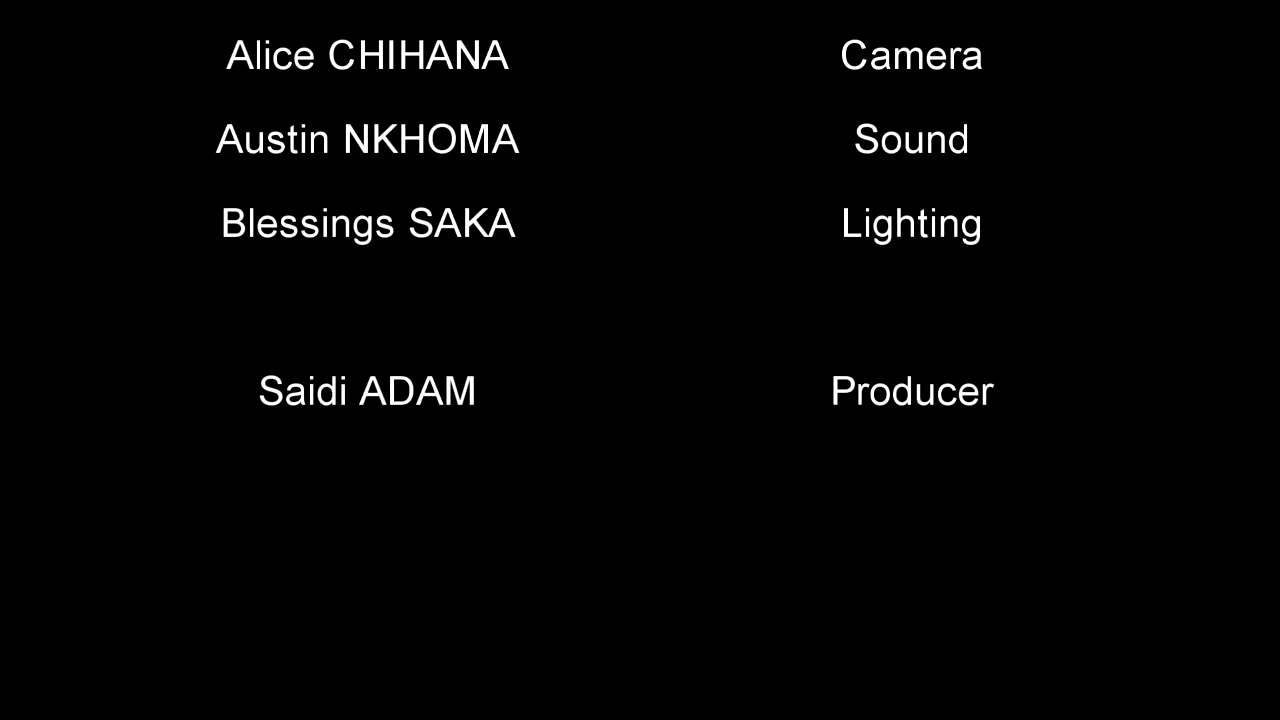 Alice CHIHANA Camera
Austin NKHOMA Sound
Blessings SAKA Lighting
Saidi ADAM Producer